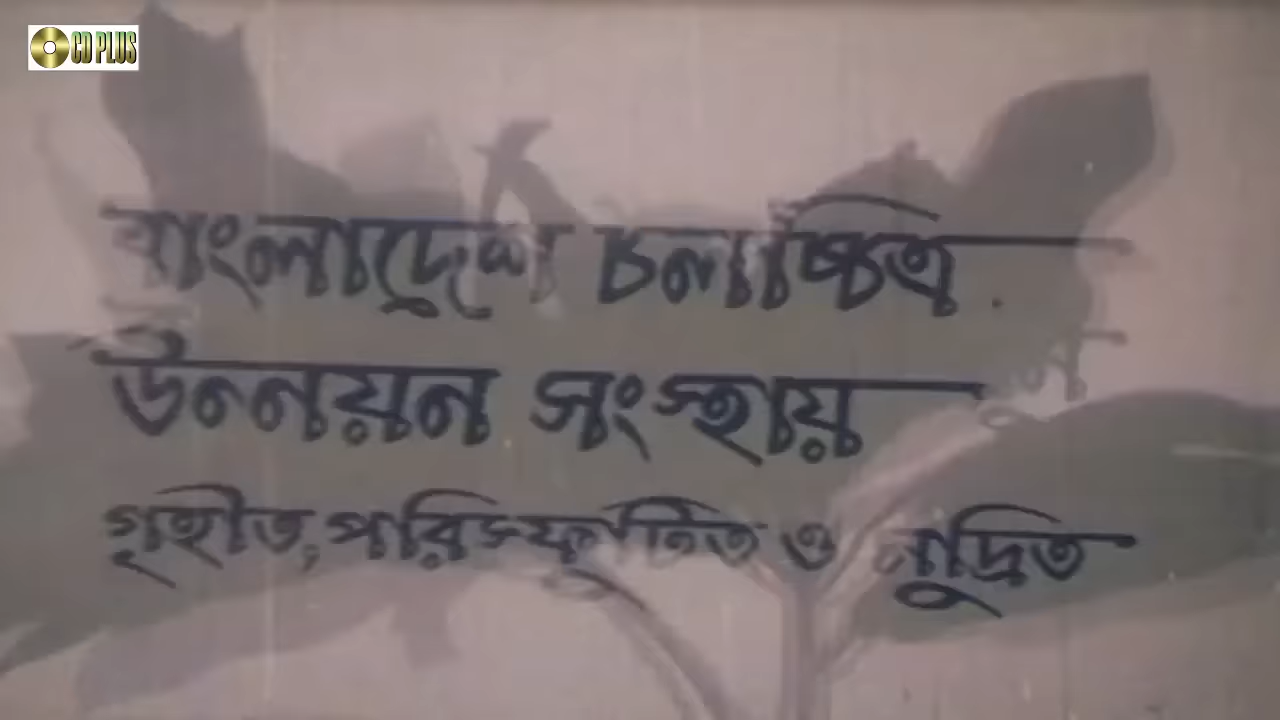 CD PLUS
বাংলাদেশ চলচ্চিত্র
উন্নয়ন সংস্থায়
গৃহীত, পরিস্ফুটিত ও মুদ্রিত